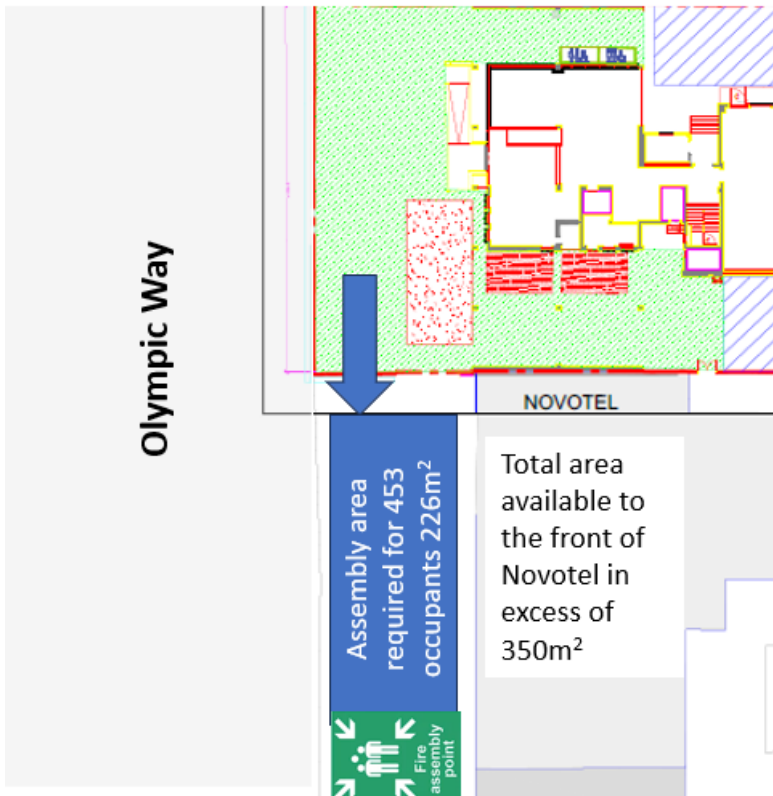 Olympic Way
NOVOTEL
Assembly area
required for 453
occupants 226m²
Total area
available to
the front of
Novotel in
excess of
350m²
Fire
assembly
point